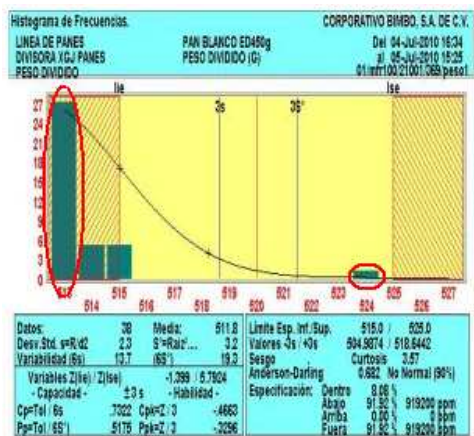 Histograma de Frecuencias. CORPORATIVO BIMBO, S.A. DE C.V.
LINEA DE PANES PAN BLANCO ED450g Del 04-Jul-2010 16:34
DIVISORA XGJ PANES PESO DIVIDIDO (G) al 05-Jul-2010 15:25
PESO DIVIDIDO 01/mfr100/21001.369/peso1
lie lse
3s 3S'
27
24
21
18
15
12
9
6
3
0
513 515 517 519 521 523 525 527
514 516 518 520 522 524 526
Datos: 38 Media: 511.8 Limite Esp. Inf./Sup. 515.0 / 525.0
Desv.Std. s=R/d2 2.3 S'=Raiz'... 3.2 Valores -3s / +3s 504.9874 / 518.6442
Variabilidad (6s) 13.7 (6S') 19.3 Sesgo Curtosis 3.57
Variables Z(lie) / Z(lse) -1.399 / 5.7924 Anderson-Darling 0.682 No Normal (90%)
- Capacidad - ±3 s - Habilidad - Especificación: Dentro 8.08 %
Cp=Tol / 6s .7322 Cpk=Z / 3 -.4663 Abajo 91.92 % 919200 ppm
Arriba 0.00 % 0 ppm
Pp=Tol / 6S' .5175 Ppk=Z / 3 -.3296 Fuera 91.92 % 919200 ppm